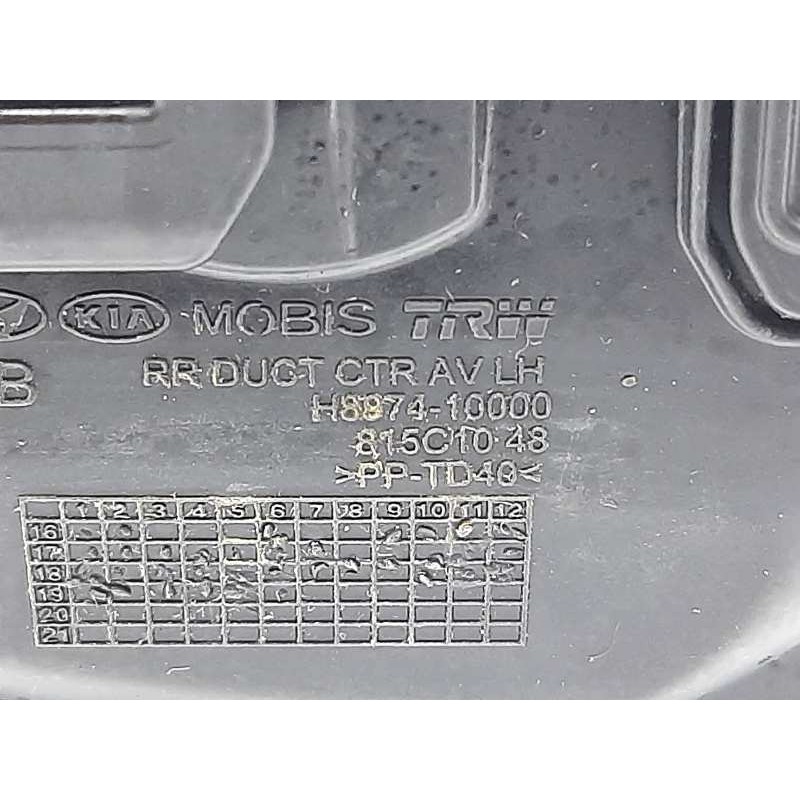 KIA MOBIS TRW
B RR DUCT CTR AV LH
H8974-10000
815C10 48
>PP-TD40<
1 2 3 4 5 6 7 8 9 10 11 12
16
17
18
19
20
21